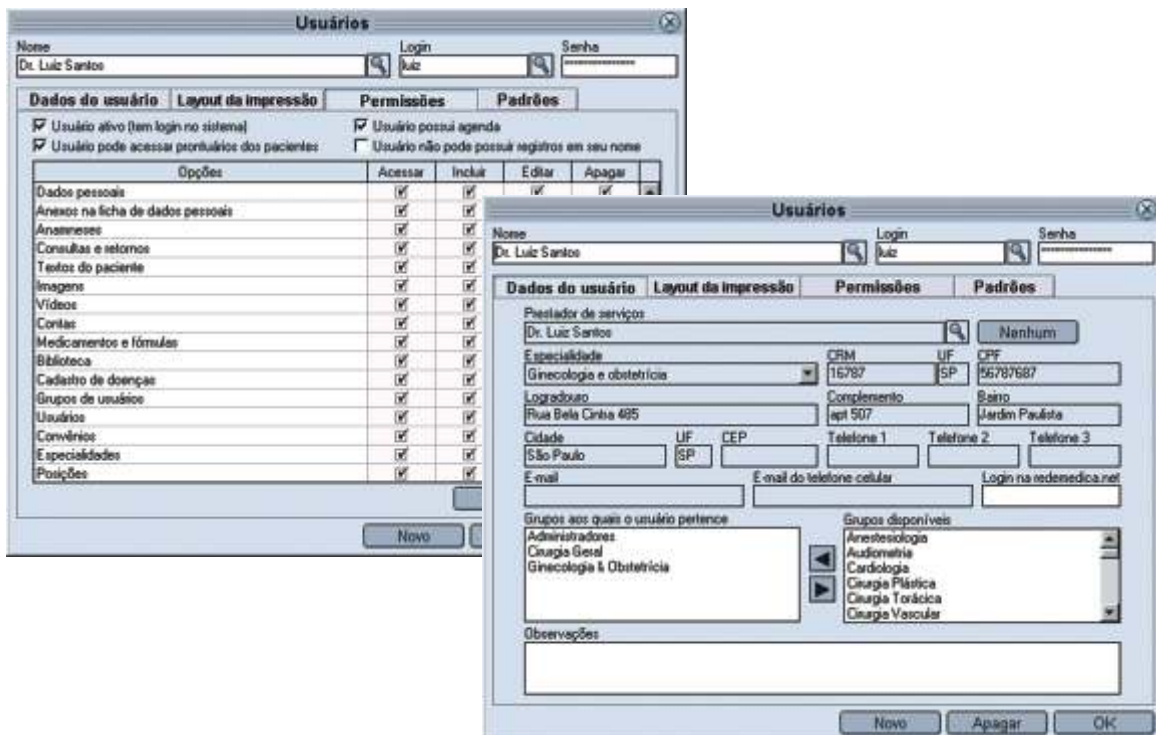 Usuários
Nome Login Senha
Dr. Luiz Santos luiz
Dados do usuário Layout da impressão Permissões Padrões
Usuário ativo (tem login no sistema) Usuário possui agenda
Usuário pode acessar prontuários dos pacientes Usuário não pode possuir registros em seu nome
Opções Acessar Incluir Editar Apagar
Dados pessoais
Anexos na ficha de dados pessoais
Anamneses
Consultas e retornos
Textos do paciente
Imagens
Vídeos
Contas
Medicamentos e fórmulas
Biblioteca
Cadastro de doenças
Grupos de usuários
Usuários
Convênios
Especialidades
Posições
Novo
Usuários
Nome Login Senha
Dr. Luiz Santos luiz
Dados do usuário Layout da impressão Permissões Padrões
Prestador de serviços
Dr. Luiz Santos Nenhum
Especialidade CRM UF CPF
Ginecologia e obstetrícia 16787 SP 56787687
Logradouro Complemento Bairro
Rua Bela Cintra 485 apt 507 Jardim Paulista
Cidade UF CEP Telefone 1 Telefone 2 Telefone 3
São Paulo SP
E-mail E-mail do telefone celular Login na redemedica.net
Grupos aos quais o usuário pertence Grupos disponíveis
Administradores Anestesiologia
Cirurgia Geral Audiometria
Ginecologia & Obstetrícia Cardiologia
Cirurgia Plástica
Cirurgia Torácica
Cirurgia Vascular
Observações
Novo Apagar OK